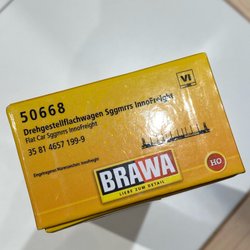 50668
VI
Drehgestellflachwagen Sggmrrs InnoFreight
Flat Car Sggmrrs InnoFreight
35 81 4657 199-9
Eingetragenes Warenzeichen: Innofreight
BRAWA
LIEBE ZUM DETAIL
HO